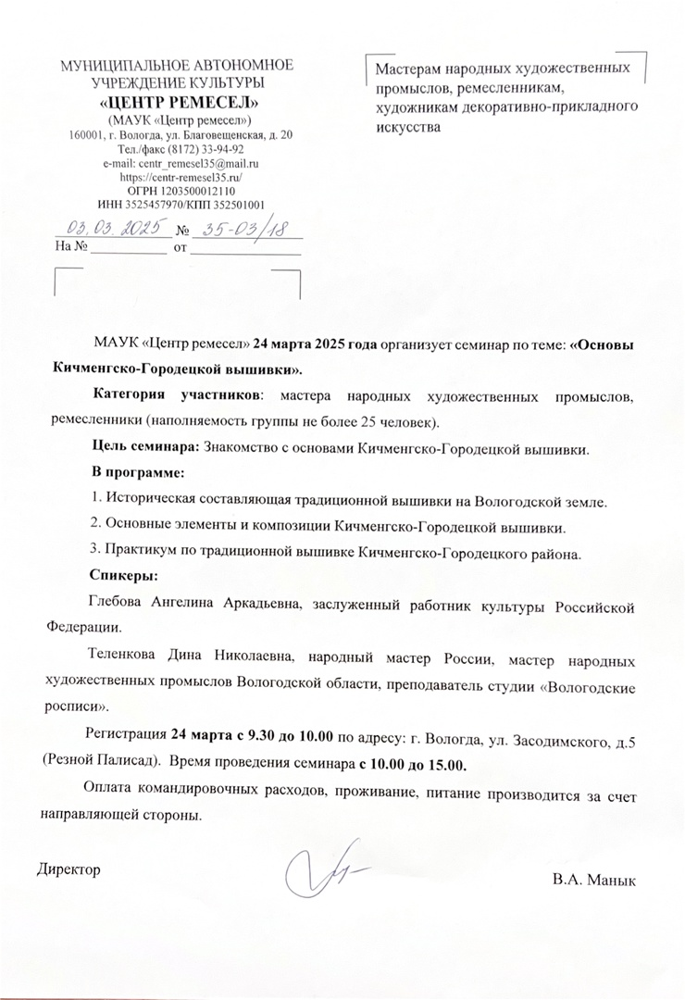 МУНИЦИПАЛЬНОЕ АВТОНОМНОЕ
УЧРЕЖДЕНИЕ КУЛЬТУРЫ
«ЦЕНТР РЕМЕСЕЛ»
(МАУК «Центр ремесел»)
160001, г. Вологда, ул. Благовещенская, д. 20
Тел./факс (8172) 33-94-92
e-mail: centr_remesel35@mail.ru
https://centr-remesel35.ru/
ОГРН 1203500012110
ИНН 3525457970/КПП 352501001
03.03.2025 № 35-03/18
На № ____________ от ____________
Мастерам народных художественных
промыслов, ремесленникам,
художникам декоративно-прикладного
искусства
МАУК «Центр ремесел» 24 марта 2025 года организует семинар по теме: «Основы
Кичменгско-Городецкой вышивки».
Категория участников: мастера народных художественных промыслов,
ремесленники (наполняемость группы не более 25 человек).
Цель семинара: Знакомство с основами Кичменгско-Городецкой вышивки.
В программе:
1. Историческая составляющая традиционной вышивки на Вологодской земле.
2. Основные элементы и композиции Кичменгско-Городецкой вышивки.
3. Практикум по традиционной вышивке Кичменгско-Городецкого района.
Спикеры:
Глебова Ангелина Аркадьевна, заслуженный работник культуры Российской
Федерации.
Теленкова Дина Николаевна, народный мастер России, мастер народных
художественных промыслов Вологодской области, преподаватель студии «Вологодские
росписи».
Регистрация 24 марта с 9.30 до 10.00 по адресу: г. Вологда, ул. Засодимского, д.5
(Резной Палисад). Время проведения семинара с 10.00 до 15.00.
Оплата командировочных расходов, проживание, питание производится за счет
направляющей стороны.
Директор
В.А. Манык